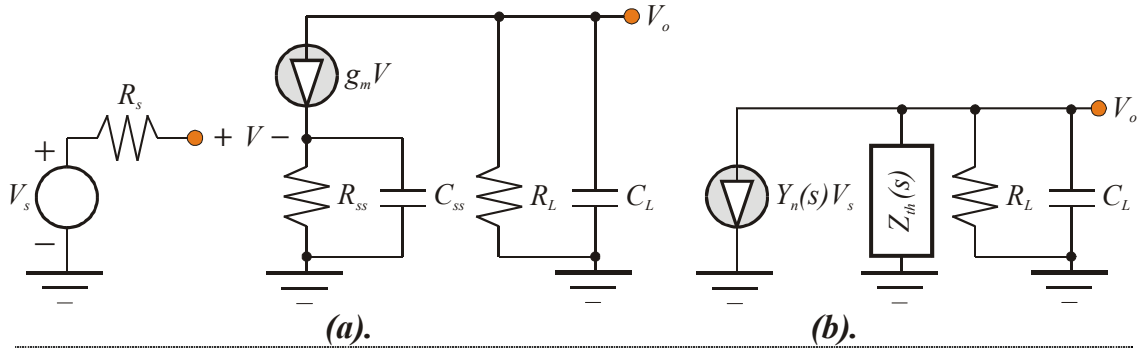 V_o
g_mV
R_s
+ V −
+
V_s
−
R_ss
C_ss
R_L
C_L
(a).
V_o
Y_n(s)V_s
Z_th(s)
R_L
C_L
(b).